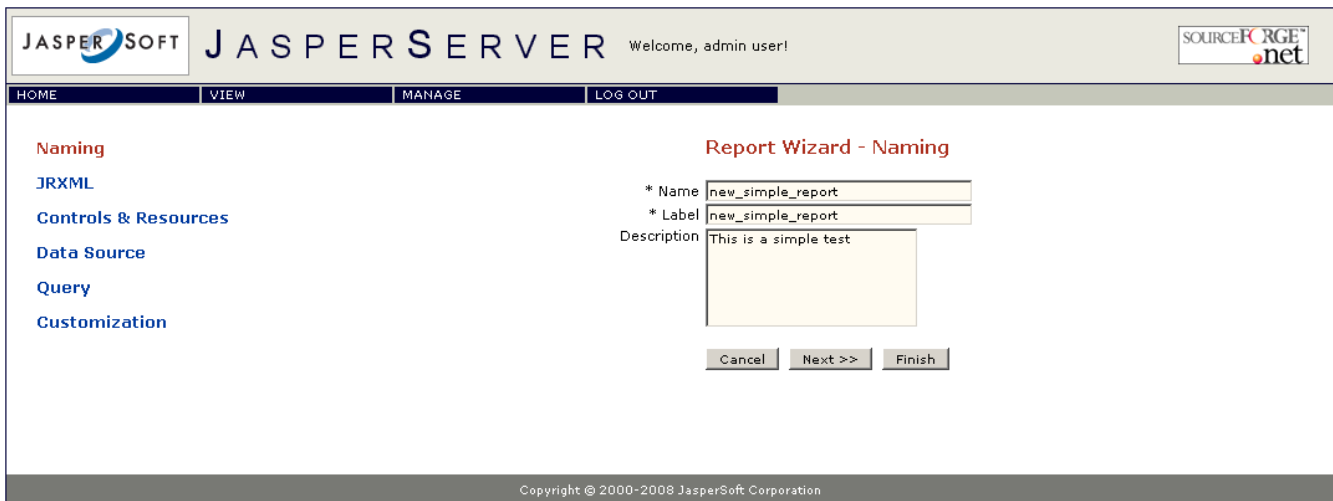 JASPERSOFT JASPERSERVER Welcome, admin user! SOURCEFORGE™.net
HOME VIEW MANAGE LOG OUT
Naming
JRXML
Controls & Resources
Data Source
Query
Customization
Report Wizard - Naming
* Name new_simple_report
* Label new_simple_report
Description This is a simple test
Cancel Next >> Finish
Copyright © 2000-2008 JasperSoft Corporation